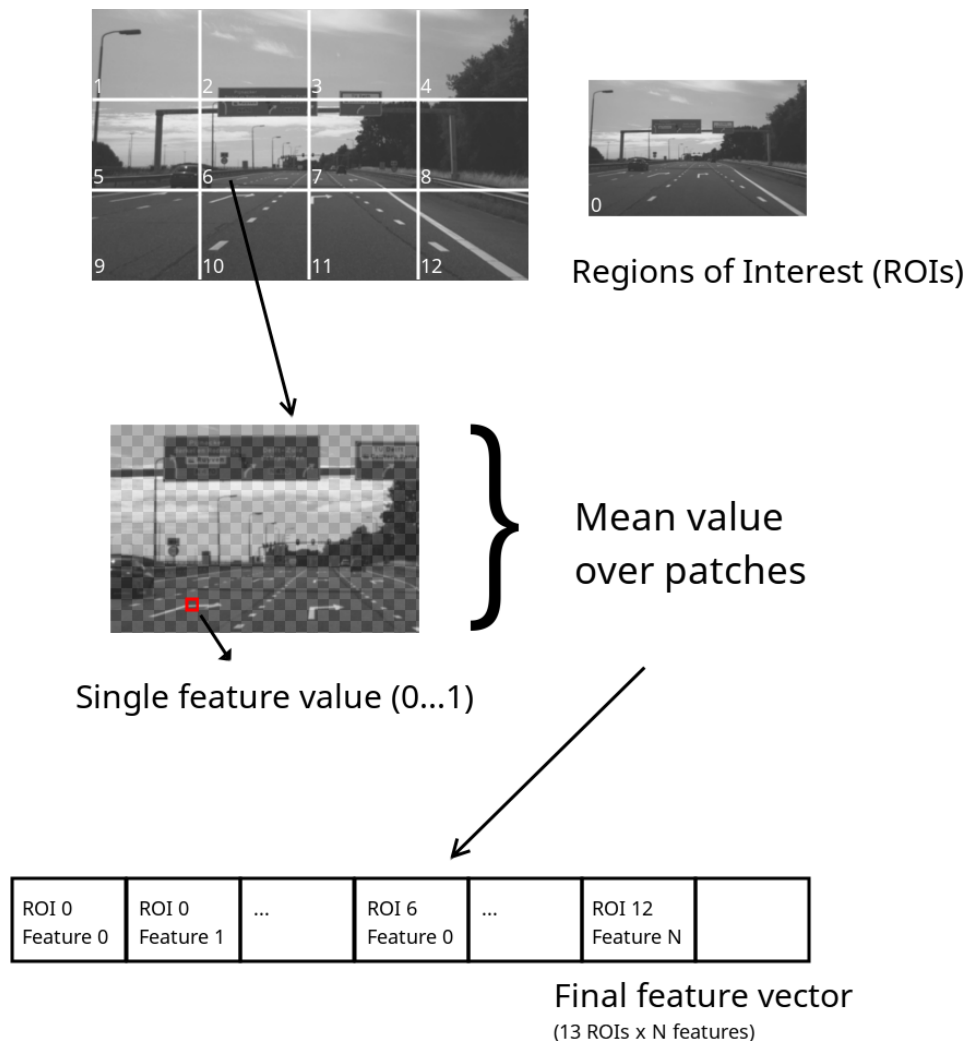 1
2
3
4
5
6
7
8
9
10
11
12
0
Regions of Interest (ROIs)
Mean value
over patches
Single feature value (0...1)
ROI 0
Feature 0
ROI 0
Feature 1
...
ROI 6
Feature 0
...
ROI 12
Feature N
Final feature vector
(13 ROIs x N features)